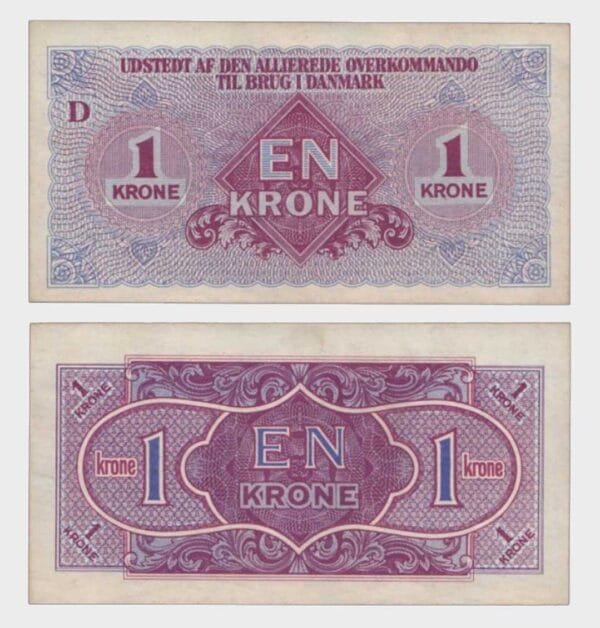 UDSTEDT AF DEN ALLIEREDE OVERKOMMANDO
TIL BRUG I DANMARK
D
1
KRONE
EN
KRONE
1
KRONE
1
KRONE
1
KRONE
krone
1
EN
KRONE
1
krone
1
KRONE
1
KRONE